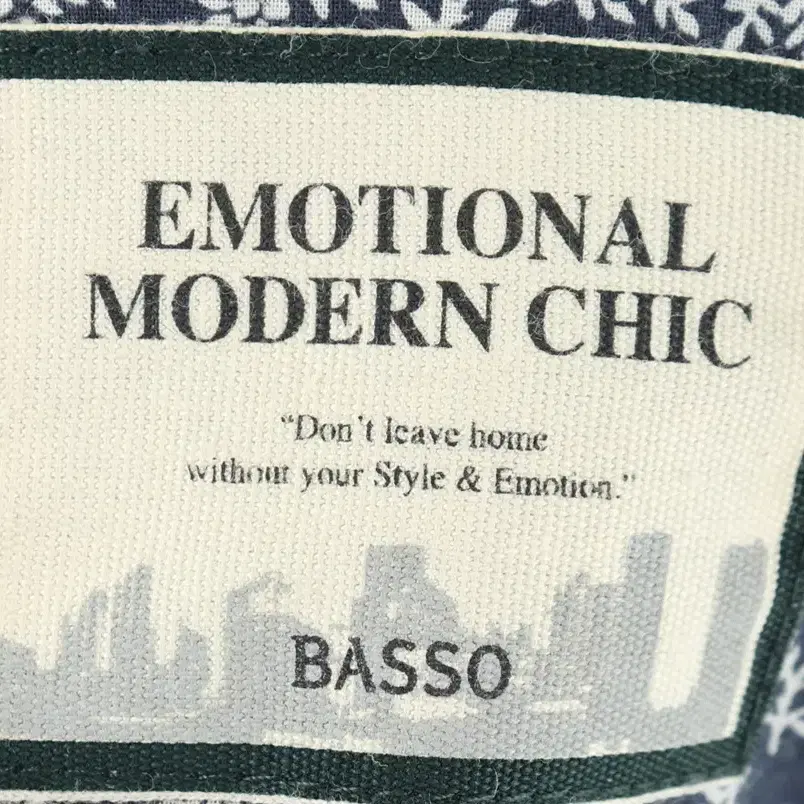 EMOTIONAL
MODERN CHIC
“Don't leave home
without your Style & Emotion.”
BASSO